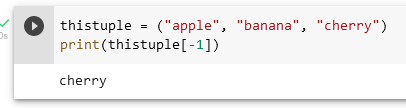 thistuple = ("apple", "banana", "cherry")
print(thistuple[-1])
cherry